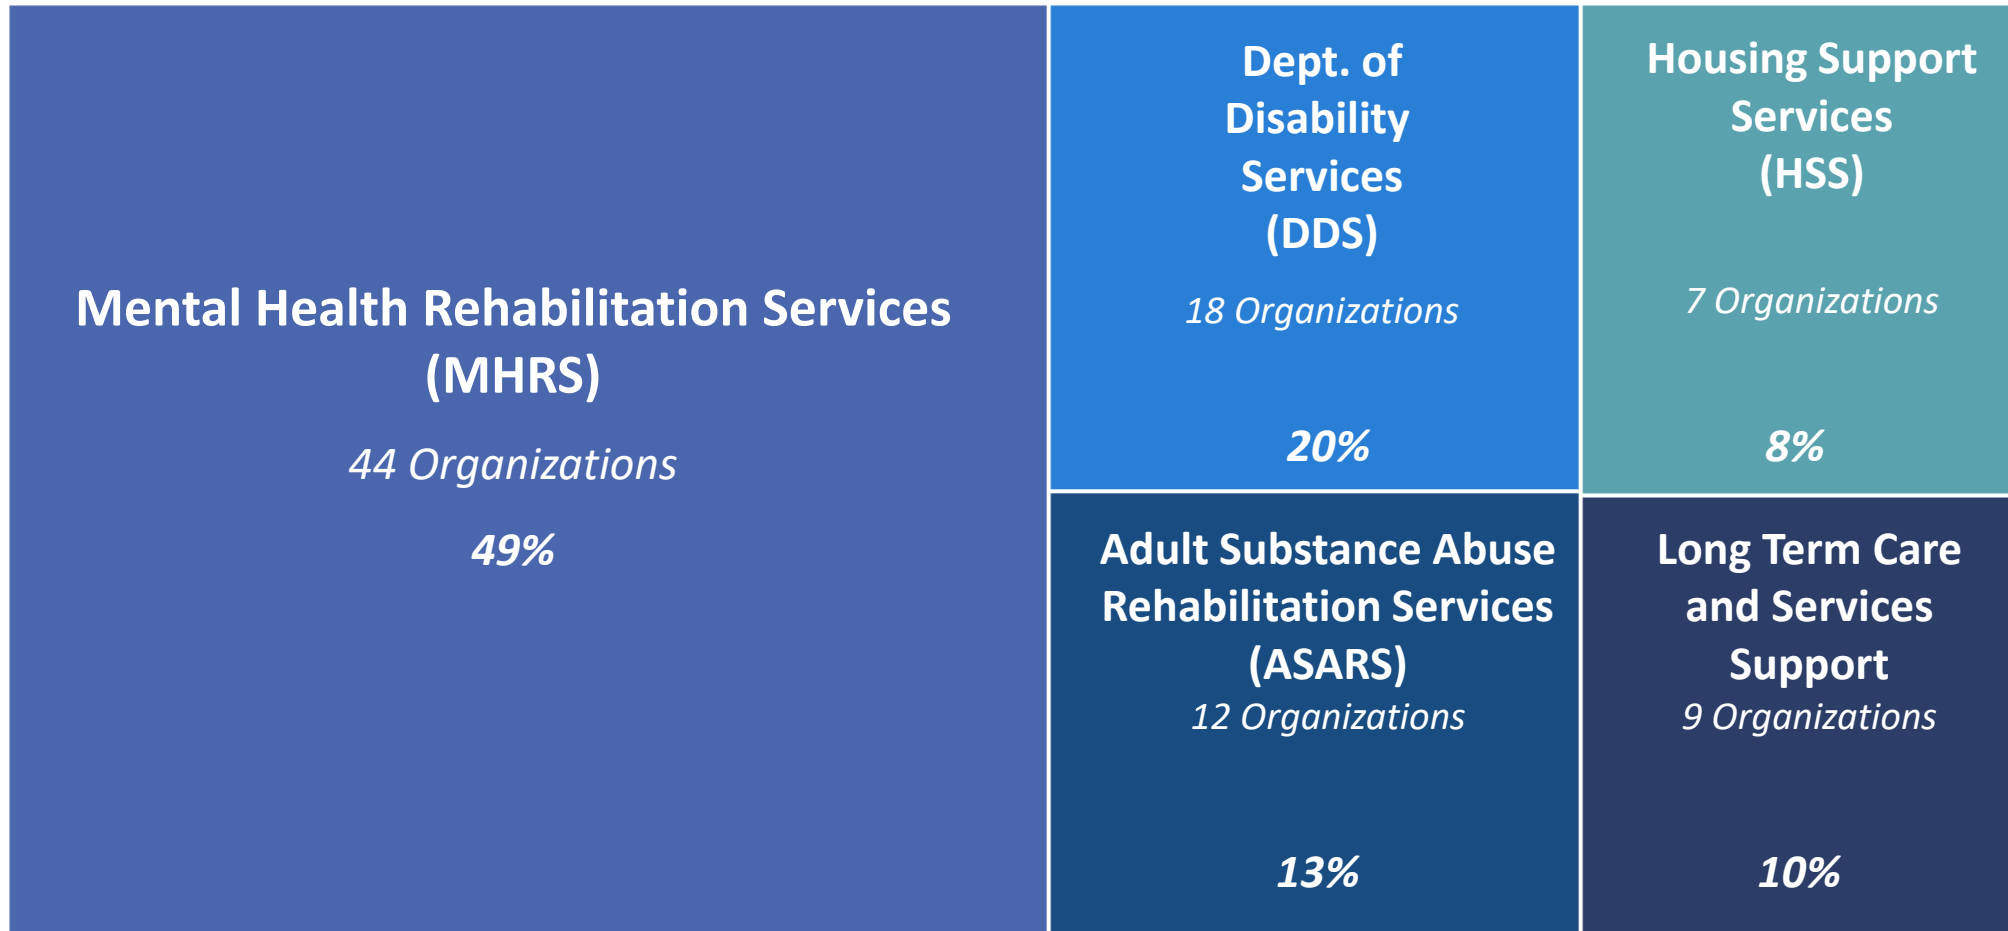 Mental Health Rehabilitation Services
(MHRS)
44 Organizations
49%
Dept. of
Disability
Services
(DDS)
18 Organizations
20%
Housing Support
Services
(HSS)
7 Organizations
8%
Adult Substance Abuse
Rehabilitation Services
(ASARS)
12 Organizations
13%
Long Term Care
and Services
Support
9 Organizations
10%